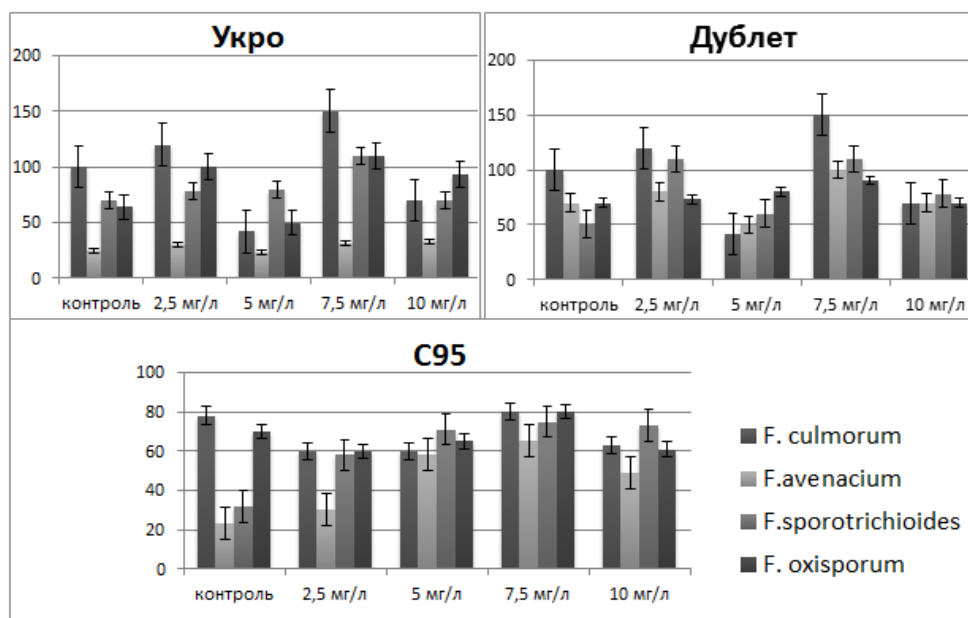 Укро
200
150
100
50
0
контроль 2,5 мг/л 5 мг/л 7,5 мг/л 10 мг/л
Дублет
200
150
100
50
0
контроль 2,5 мг/л 5 мг/л 7,5 мг/л 10 мг/л
С95
100
80
60
40
20
0
контроль 2,5 мг/л 5 мг/л 7,5 мг/л 10 мг/л
F. culmorum
F.avenacium
F.sporotrichioides
F. oxisporum